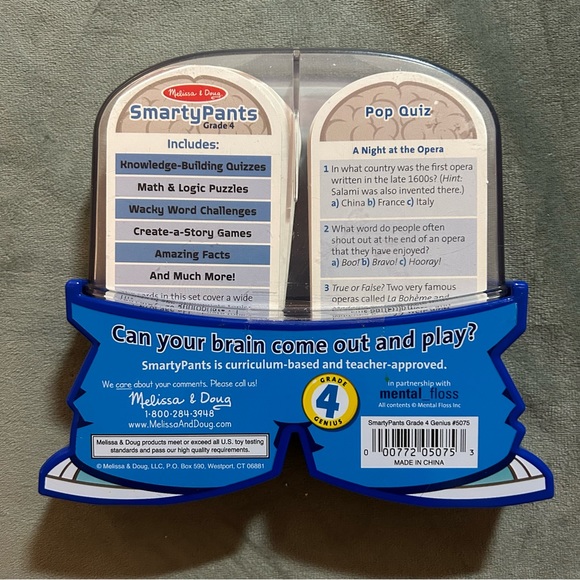 Melissa & Doug
SmartyPants
Grade 4
Includes:
Knowledge-Building Quizzes
Math & Logic Puzzles
Wacky Word Challenges
Create-a-Story Games
Amazing Facts
And Much More!
cards in this set cover a wide
Pop Quiz
A Night at the Opera
1 In what country was the first opera
written in the late 1600s? (Hint:
Salami was also invented there.)
a) China b) France c) Italy
2 What word do people often
shout out at the end of an opera
that they have enjoyed?
a) Boo! b) Bravo! c) Hooray!
3 True or False? Two very famous
operas called La Bohème and
Can your brain come out and play?
SmartyPants is curriculum-based and teacher-approved.
We care about your comments. Please call us!
Melissa & Doug
1-800-284-3948
www.MelissaAndDoug.com
Melissa & Doug products meet or exceed all U.S. toy testing
standards and pass our high quality requirements.
© Melissa & Doug, LLC, P.O. Box 590, Westport, CT 06881
GRADE
4
GENIUS
in partnership with
mental_floss
All contents © Mental Floss Inc
SmartyPants Grade 4 Genius #5075
0 00772 05075 3
MADE IN CHINA